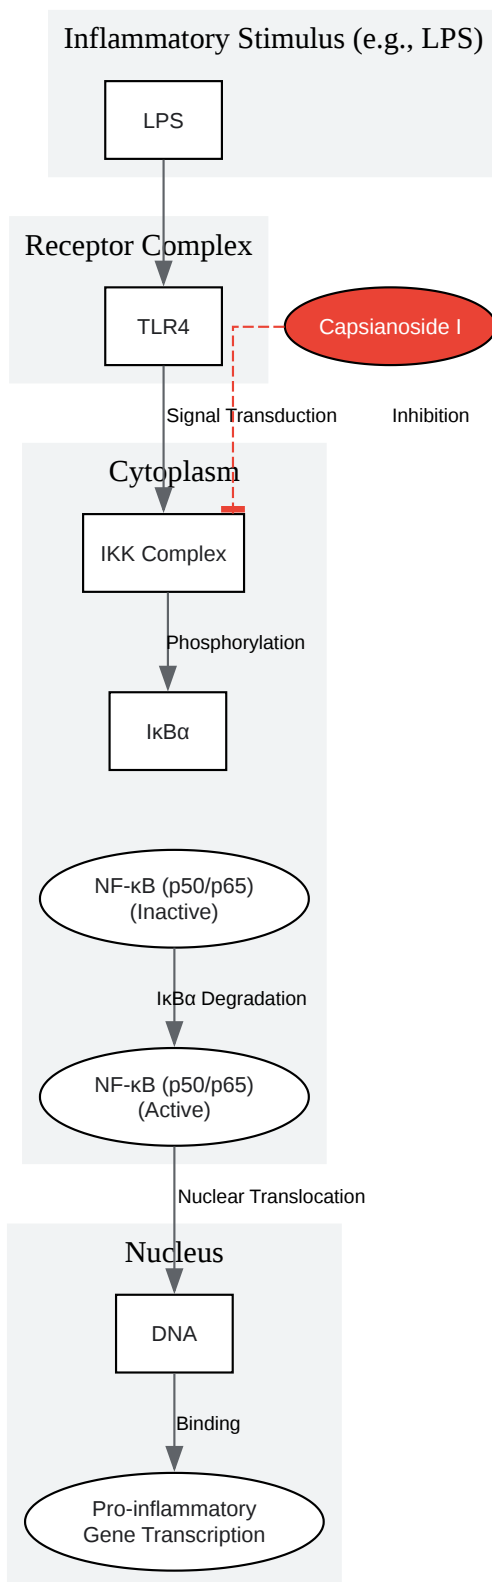 Inflammatory Stimulus (e.g., LPS)
LPS
Receptor Complex
TLR4
Capsianoside I
Signal Transduction
Inhibition
Cytoplasm
IKK Complex
Phosphorylation
IκBα
NF-κB (p50/p65)
(Inactive)
IκBα Degradation
NF-κB (p50/p65)
(Active)
Nuclear Translocation
Nucleus
DNA
Binding
Pro-inflammatory
Gene Transcription